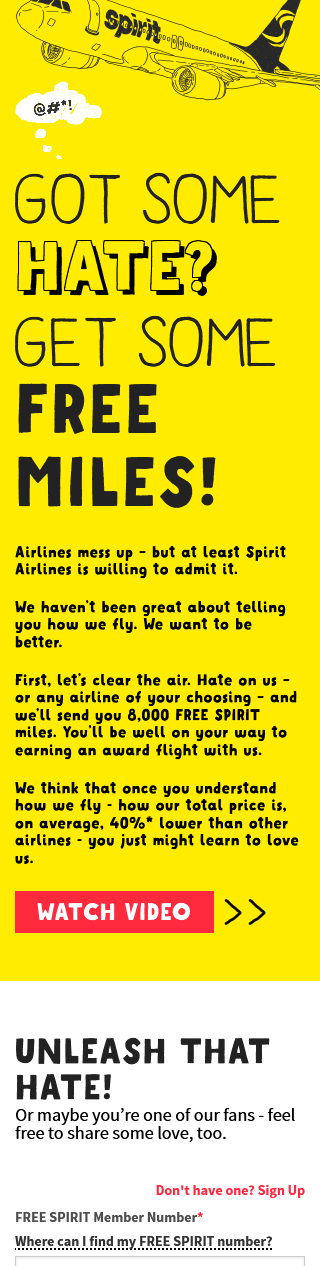 spirit
@#*!
GOT SOME
HATE?
GET SOME
FREE
MILES!
Airlines mess up - but at least Spirit
Airlines is willing to admit it.
We haven't been great about telling
you how we fly. We want to be
better.
First, let's clear the air. Hate on us -
or any airline of your choosing - and
we'll send you 8,000 FREE SPIRIT
miles. You'll be well on your way to
earning an award flight with us.
We think that once you understand
how we fly - how our total price is,
on average, 40%* lower than other
airlines - you just might learn to love
us.
WATCH VIDEO >>
UNLEASH THAT
HATE!
Or maybe you're one of our fans - feel
free to share some love, too.
Don't have one? Sign Up
FREE SPIRIT Member Number*
Where can I find my FREE SPIRIT number?